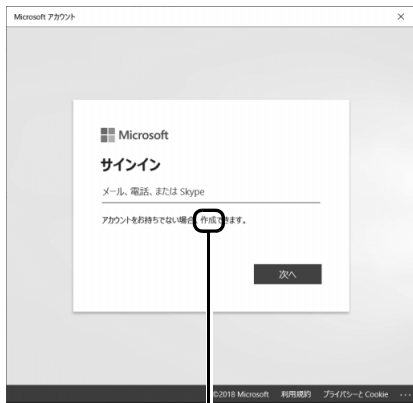 Microsoft アカウント
Microsoft
サインイン
メール、電話、または Skype
アカウントをお持ちでない場合、作成できます。
次へ
©2018 Microsoft 利用規約 プライバシーと Cookie ...